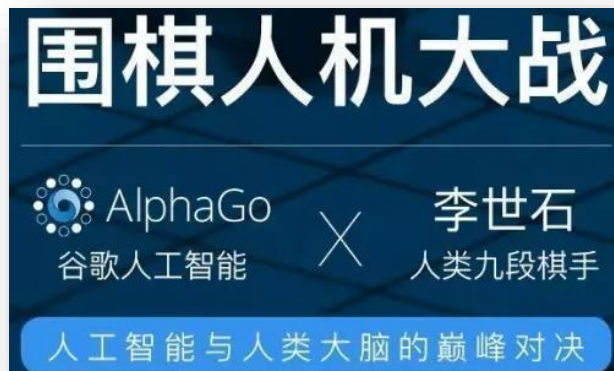 围棋人机大战
AlphaGo
李世石
谷歌人工智能
人类九段棋手
人工智能与人类大脑的巅峰对决